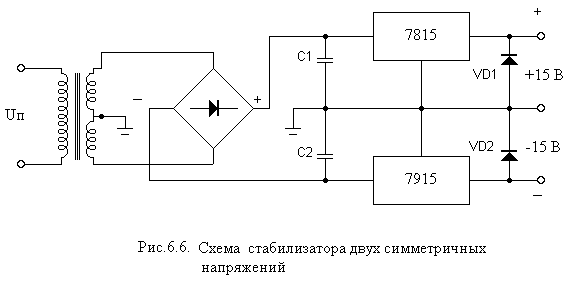 +
7815
C1
VD1
+15 В
Uп
–
+
C2
VD2
-15 В
7915
–
Рис.6.6. Схема стабилизатора двух симметричных
напряжений